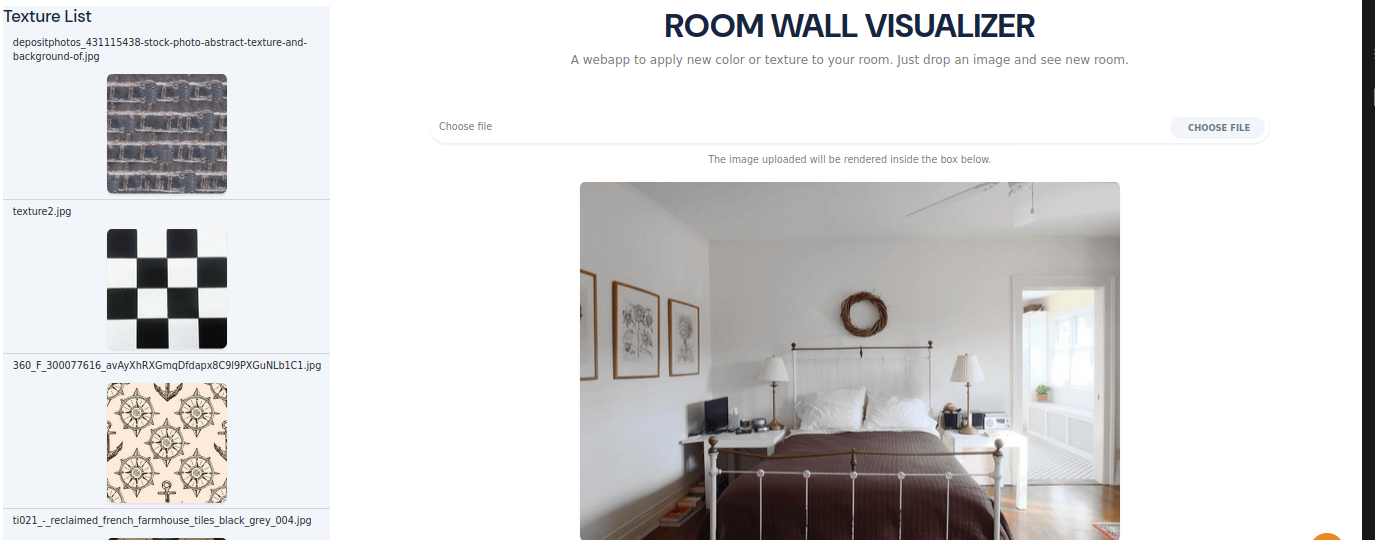 Texture List
depositphotos_431115438-stock-photo-abstract-texture-and-
background-of.jpg
texture2.jpg
360_F_300077616_avAyXhRXGmqDfdapx8C9I9PXGuNLb1C1.jpg
ti021_-_reclaimed_french_farmhouse_tiles_black_grey_004.jpg
ROOM WALL VISUALIZER
A webapp to apply new color or texture to your room. Just drop an image and see new room.
Choose file
CHOOSE FILE
The image uploaded will be rendered inside the box below.